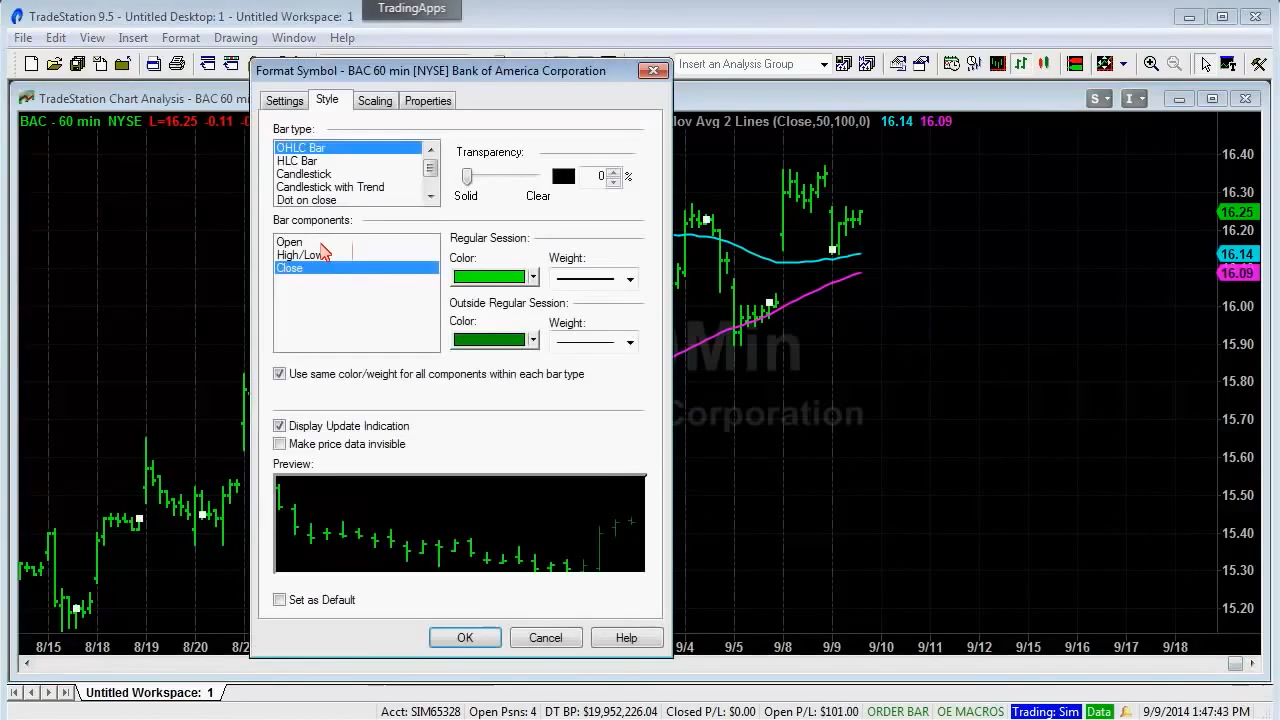 TradeStation 9.5 - Untitled Desktop: 1 - Untitled Workspace: 1
TradingApps
File Edit View Insert Format Drawing Window Help
Insert an Analysis Group
Format Symbol - BAC 60 min [NYSE] Bank of America Corporation
TradeStation Chart Analysis - BAC 60 min
S I
BAC - 60 min NYSE L=16.25 -0.11
Mov Avg 2 Lines (Close,50,100,0) 16.14 16.09
Settings Style Scaling Properties
Bar type:
OHLC Bar
HLC Bar
Candlestick
Candlestick with Trend
Dot on close
Transparency:
0 %
Solid Clear
Bar components:
Open
High/Low
Close
Regular Session:
Color: Weight:
Outside Regular Session:
Color: Weight:
Use same color/weight for all components within each bar type
Display Update Indication
Make price data invisible
Preview:
Set as Default
OK Cancel Help
Min
Corporation
16.40
16.30
16.25
16.20
16.14
16.09
16.00
15.90
15.80
15.70
15.60
15.50
15.40
15.30
15.20
8/15 8/18 8/19 8/20 9/4 9/5 9/8 9/9 9/10 9/11 9/12 9/15 9/16 9/17 9/18
Untitled Workspace: 1
Acct: SIM65328 Open Psns: 4 DT BP: $19,952,226.04 Closed P/L: $0.00 Open P/L: $101.00 ORDER BAR OE MACROS Trading: Sim Data 9/9/2014 1:47:43 PM